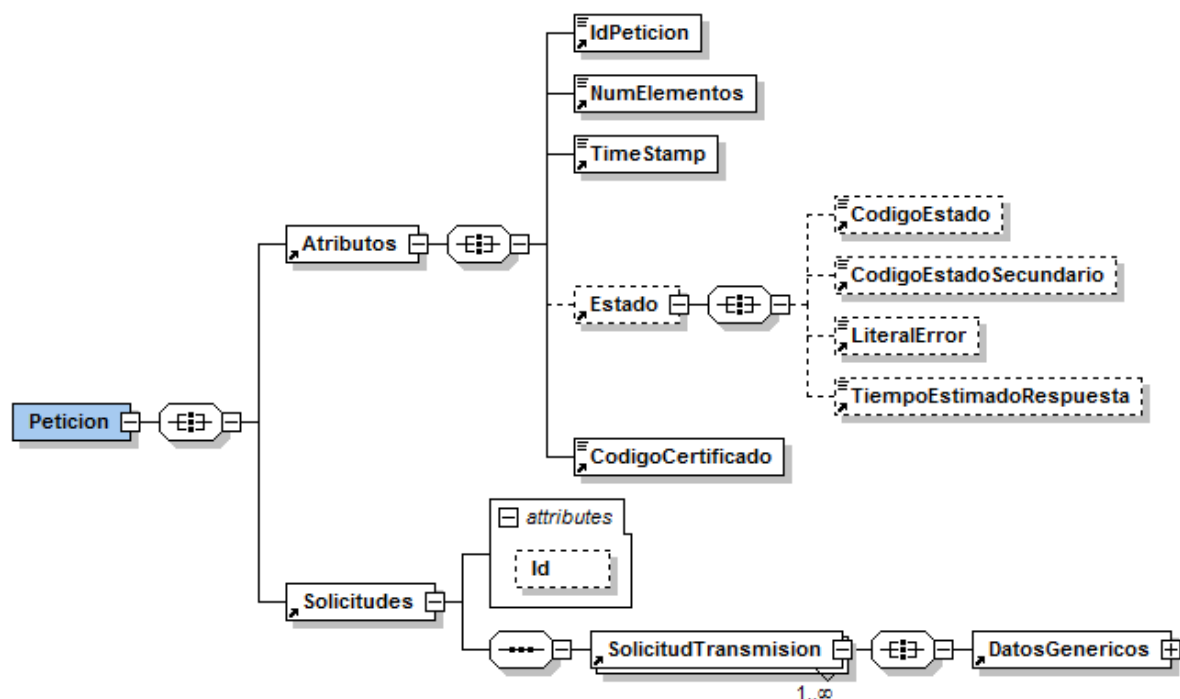 IdPeticion
NumElementos
TimeStamp
CodigoEstado
Atributos
CodigoEstadoSecundario
Estado
LiteralError
TiempoEstimadoRespuesta
Peticion
CodigoCertificado
attributes
Id
Solicitudes
SolicitudTransmision
DatosGenericos
1..∞